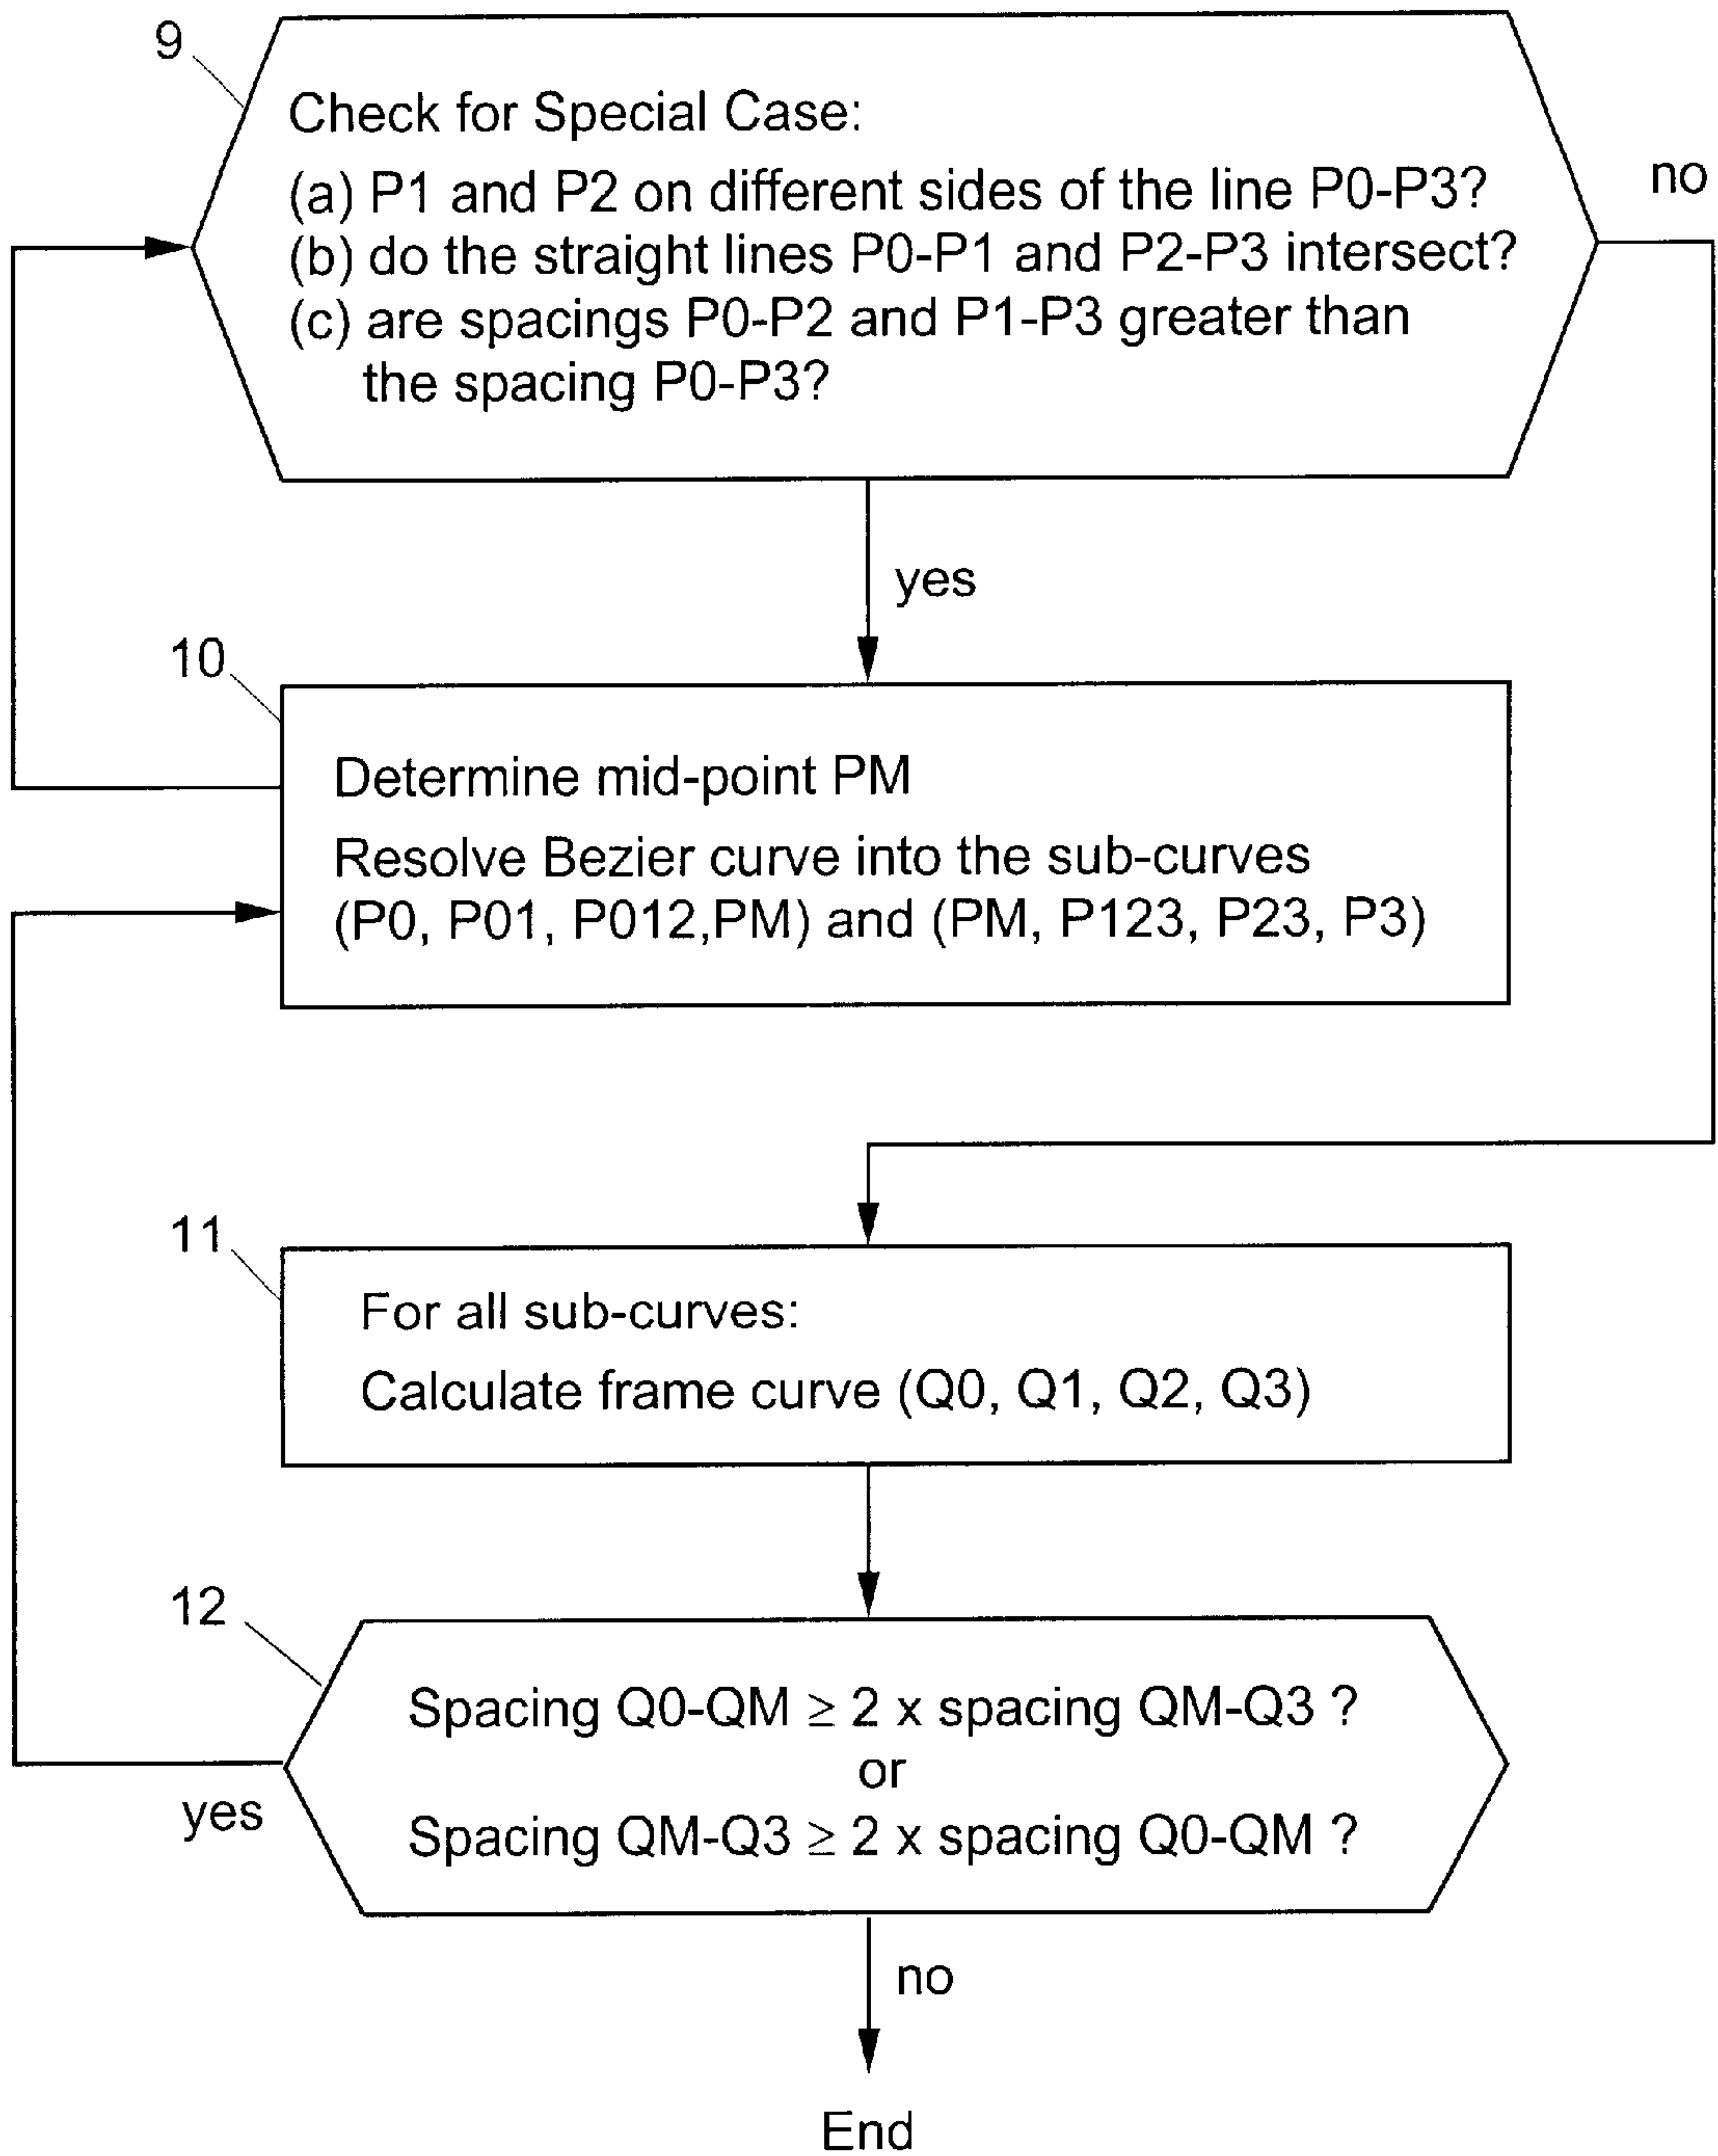 9
Check for Special Case:
(a) P1 and P2 on different sides of the line P0-P3?
no
(b) do the straight lines P0-P1 and P2-P3 intersect?
(c) are spacings P0-P2 and P1-P3 greater than
the spacing P0-P3?
yes
10
Determine mid-point PM
Resolve Bezier curve into the sub-curves
(P0, P01, P012,PM) and (PM, P123, P23, P3)
11
For all sub-curves:
Calculate frame curve (Q0, Q1, Q2, Q3)
12
Spacing Q0-QM ≥ 2 x spacing QM-Q3 ?
or
Spacing QM-Q3 ≥ 2 x spacing Q0-QM ?
yes
no
End